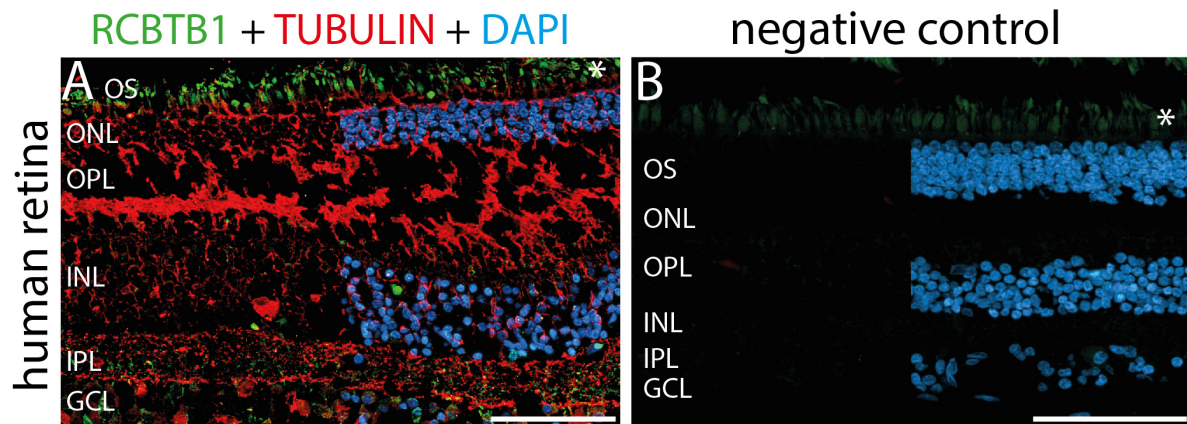 RCBTB1 + TUBULIN + DAPI
negative control
human retina
A
OS
ONL
OPL
INL
IPL
GCL
*
B
*
OS
ONL
OPL
INL
IPL
GCL